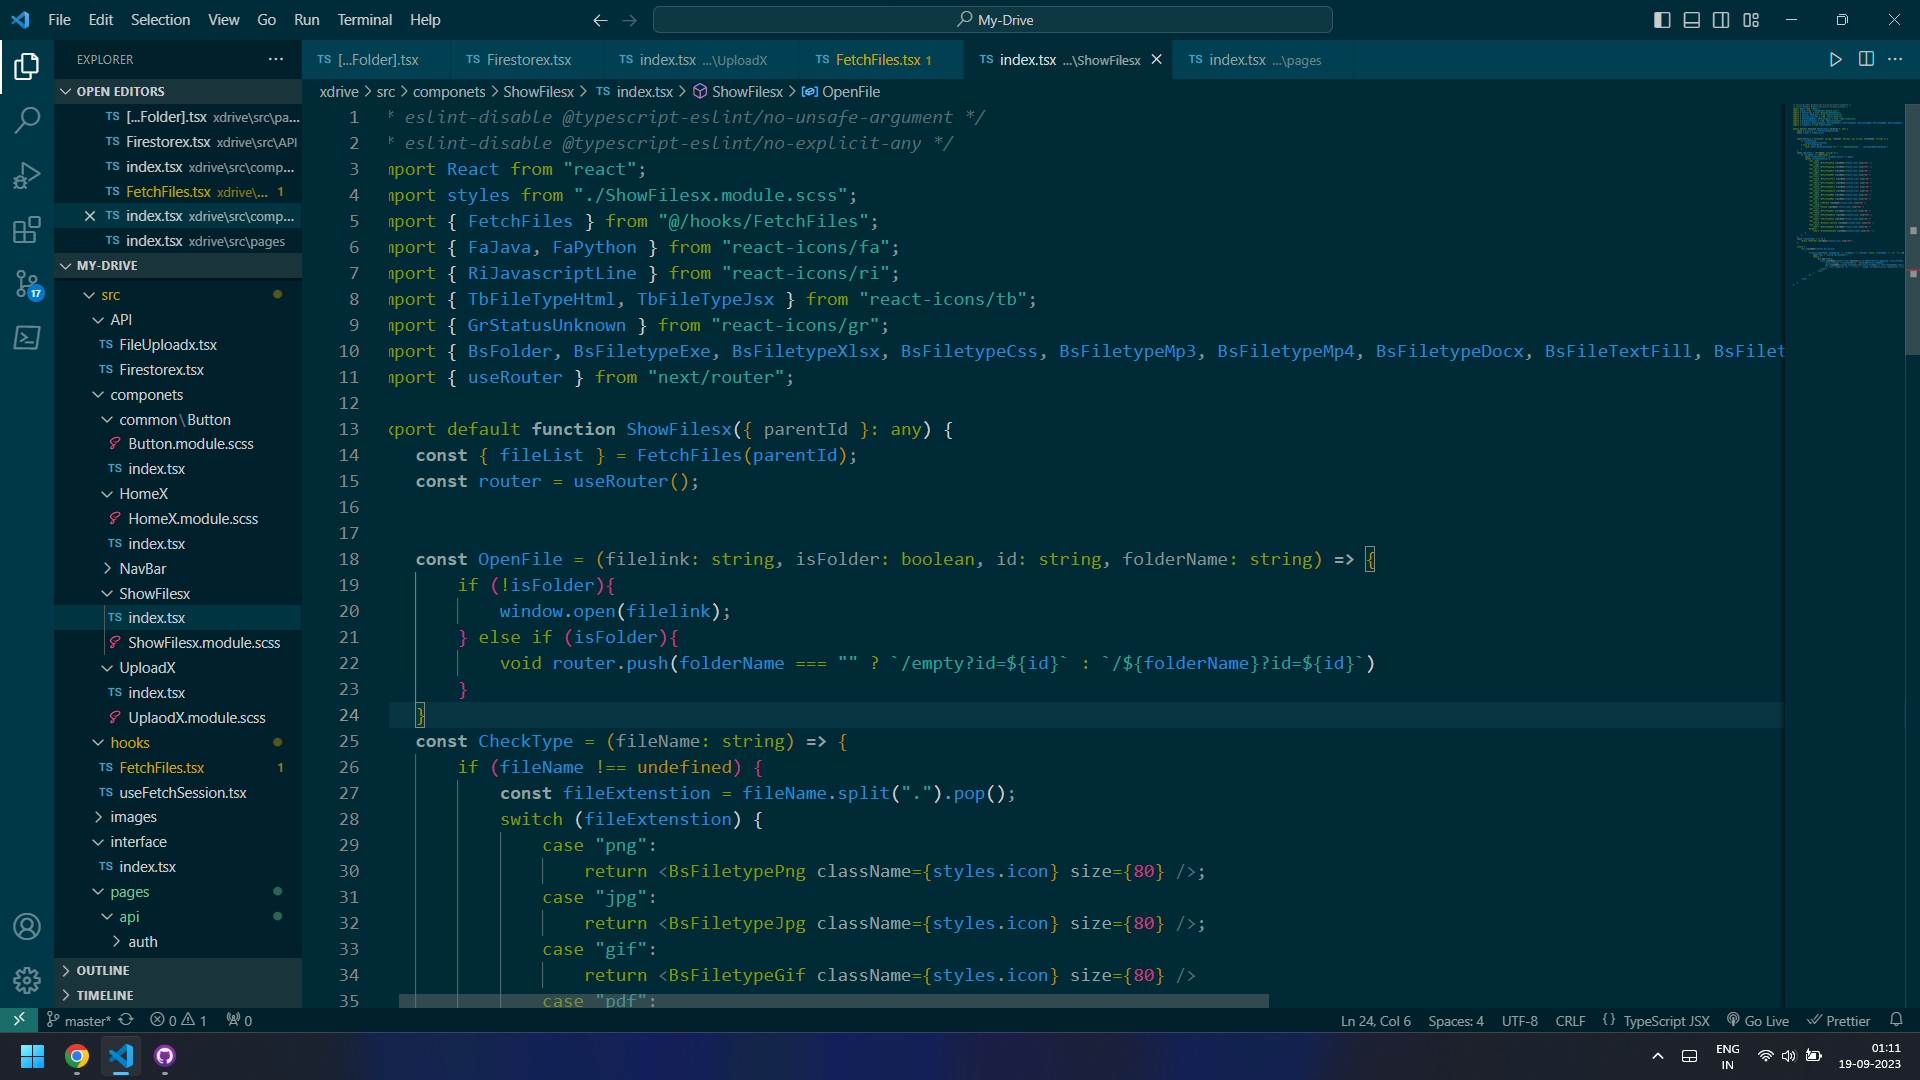 File Edit Selection View Go Run Terminal Help
My-Drive
EXPLORER
TS [...Folder].tsx
TS Firestorex.tsx
TS index.tsx ...\UploadX
TS FetchFiles.tsx 1
TS index.tsx ...\ShowFilesx
TS index.tsx ...\pages
OPEN EDITORS
TS [...Folder].tsx xdrive\src\pa...
TS Firestorex.tsx xdrive\src\API
TS index.tsx xdrive\src\comp...
TS FetchFiles.tsx xdrive\... 1
TS index.tsx xdrive\src\comp...
TS index.tsx xdrive\src\pages
MY-DRIVE
src
API
TS FileUploadx.tsx
TS Firestorex.tsx
componets
common\Button
Button.module.scss
TS index.tsx
HomeX
HomeX.module.scss
TS index.tsx
NavBar
ShowFilesx
TS index.tsx
ShowFilesx.module.scss
UploadX
TS index.tsx
UplaodX.module.scss
hooks
TS FetchFiles.tsx 1
TS useFetchSession.tsx
images
interface
TS index.tsx
pages
api
auth
OUTLINE
TIMELINE
xdrive > src > componets > ShowFilesx > TS index.tsx > ShowFilesx > OpenFile
1 * eslint-disable @typescript-eslint/no-unsafe-argument */
2 * eslint-disable @typescript-eslint/no-explicit-any */
3 mport React from "react";
4 mport styles from "./ShowFilesx.module.scss";
5 mport { FetchFiles } from "@/hooks/FetchFiles";
6 mport { FaJava, FaPython } from "react-icons/fa";
7 mport { RiJavascriptLine } from "react-icons/ri";
8 mport { TbFileTypeHtml, TbFileTypeJsx } from "react-icons/tb";
9 mport { GrStatusUnknown } from "react-icons/gr";
10 mport { BsFolder, BsFiletypeExe, BsFiletypeXlsx, BsFiletypeCss, BsFiletypeMp3, BsFiletypeMp4, BsFiletypeDocx, BsFileTextFill, BsFilet
11 mport { useRouter } from "next/router";
12
13 xport default function ShowFilesx({ parentId }: any) {
14 const { fileList } = FetchFiles(parentId);
15 const router = useRouter();
16
17
18 const OpenFile = (filelink: string, isFolder: boolean, id: string, folderName: string) => {
19 if (!isFolder){
20 window.open(filelink);
21 } else if (isFolder){
22 void router.push(folderName === "" ? `/empty?id=${id}` : `/${folderName}?id=${id}`)
23 }
24 }
25 const CheckType = (fileName: string) => {
26 if (fileName !== undefined) {
27 const fileExtenstion = fileName.split(".").pop();
28 switch (fileExtenstion) {
29 case "png":
30 return <BsFiletypePng className={styles.icon} size={80} />;
31 case "jpg":
32 return <BsFiletypeJpg className={styles.icon} size={80} />;
33 case "gif":
34 return <BsFiletypeGif className={styles.icon} size={80} />
35 case "pdf":
17
master* 0 1 0
Ln 24, Col 6 Spaces: 4 UTF-8 CRLF {} TypeScript JSX Go Live Prettier
ENG
IN
01:11
19-09-2023